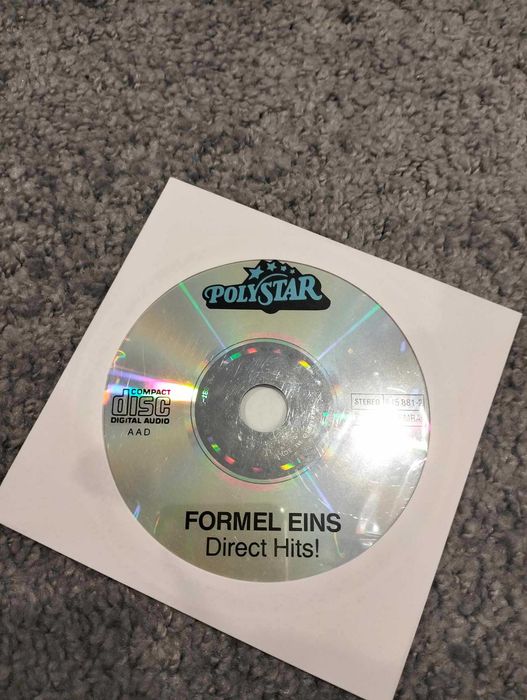 POLYSTAR
COMPACT
disc
DIGITAL AUDIO
AAD
STEREO
FORMEL EINS
Direct Hits!